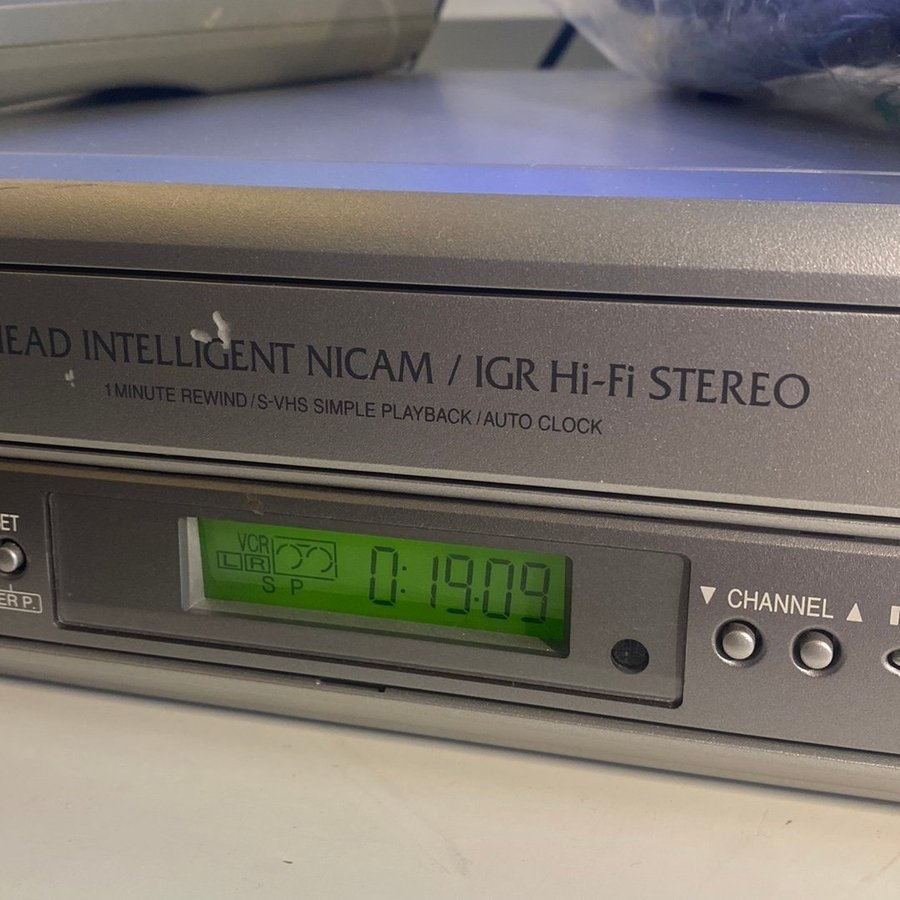 HEAD INTELLIGENT NICAM / IGR Hi-Fi STEREO
1 MINUTE REWIND / S-VHS SIMPLE PLAYBACK / AUTO CLOCK
VCR
L R
S P
0:19:09
▼ CHANNEL ▲